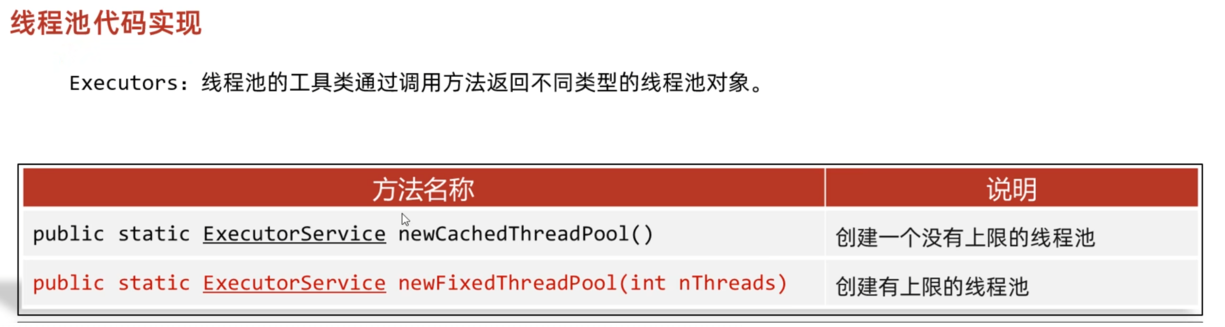 线程池代码实现
Executors：线程池的工具类通过调用方法返回不同类型的线程池对象。
方法名称 说明
public static ExecutorService newCachedThreadPool() 创建一个没有上限的线程池
public static ExecutorService newFixedThreadPool(int nThreads) 创建有上限的线程池